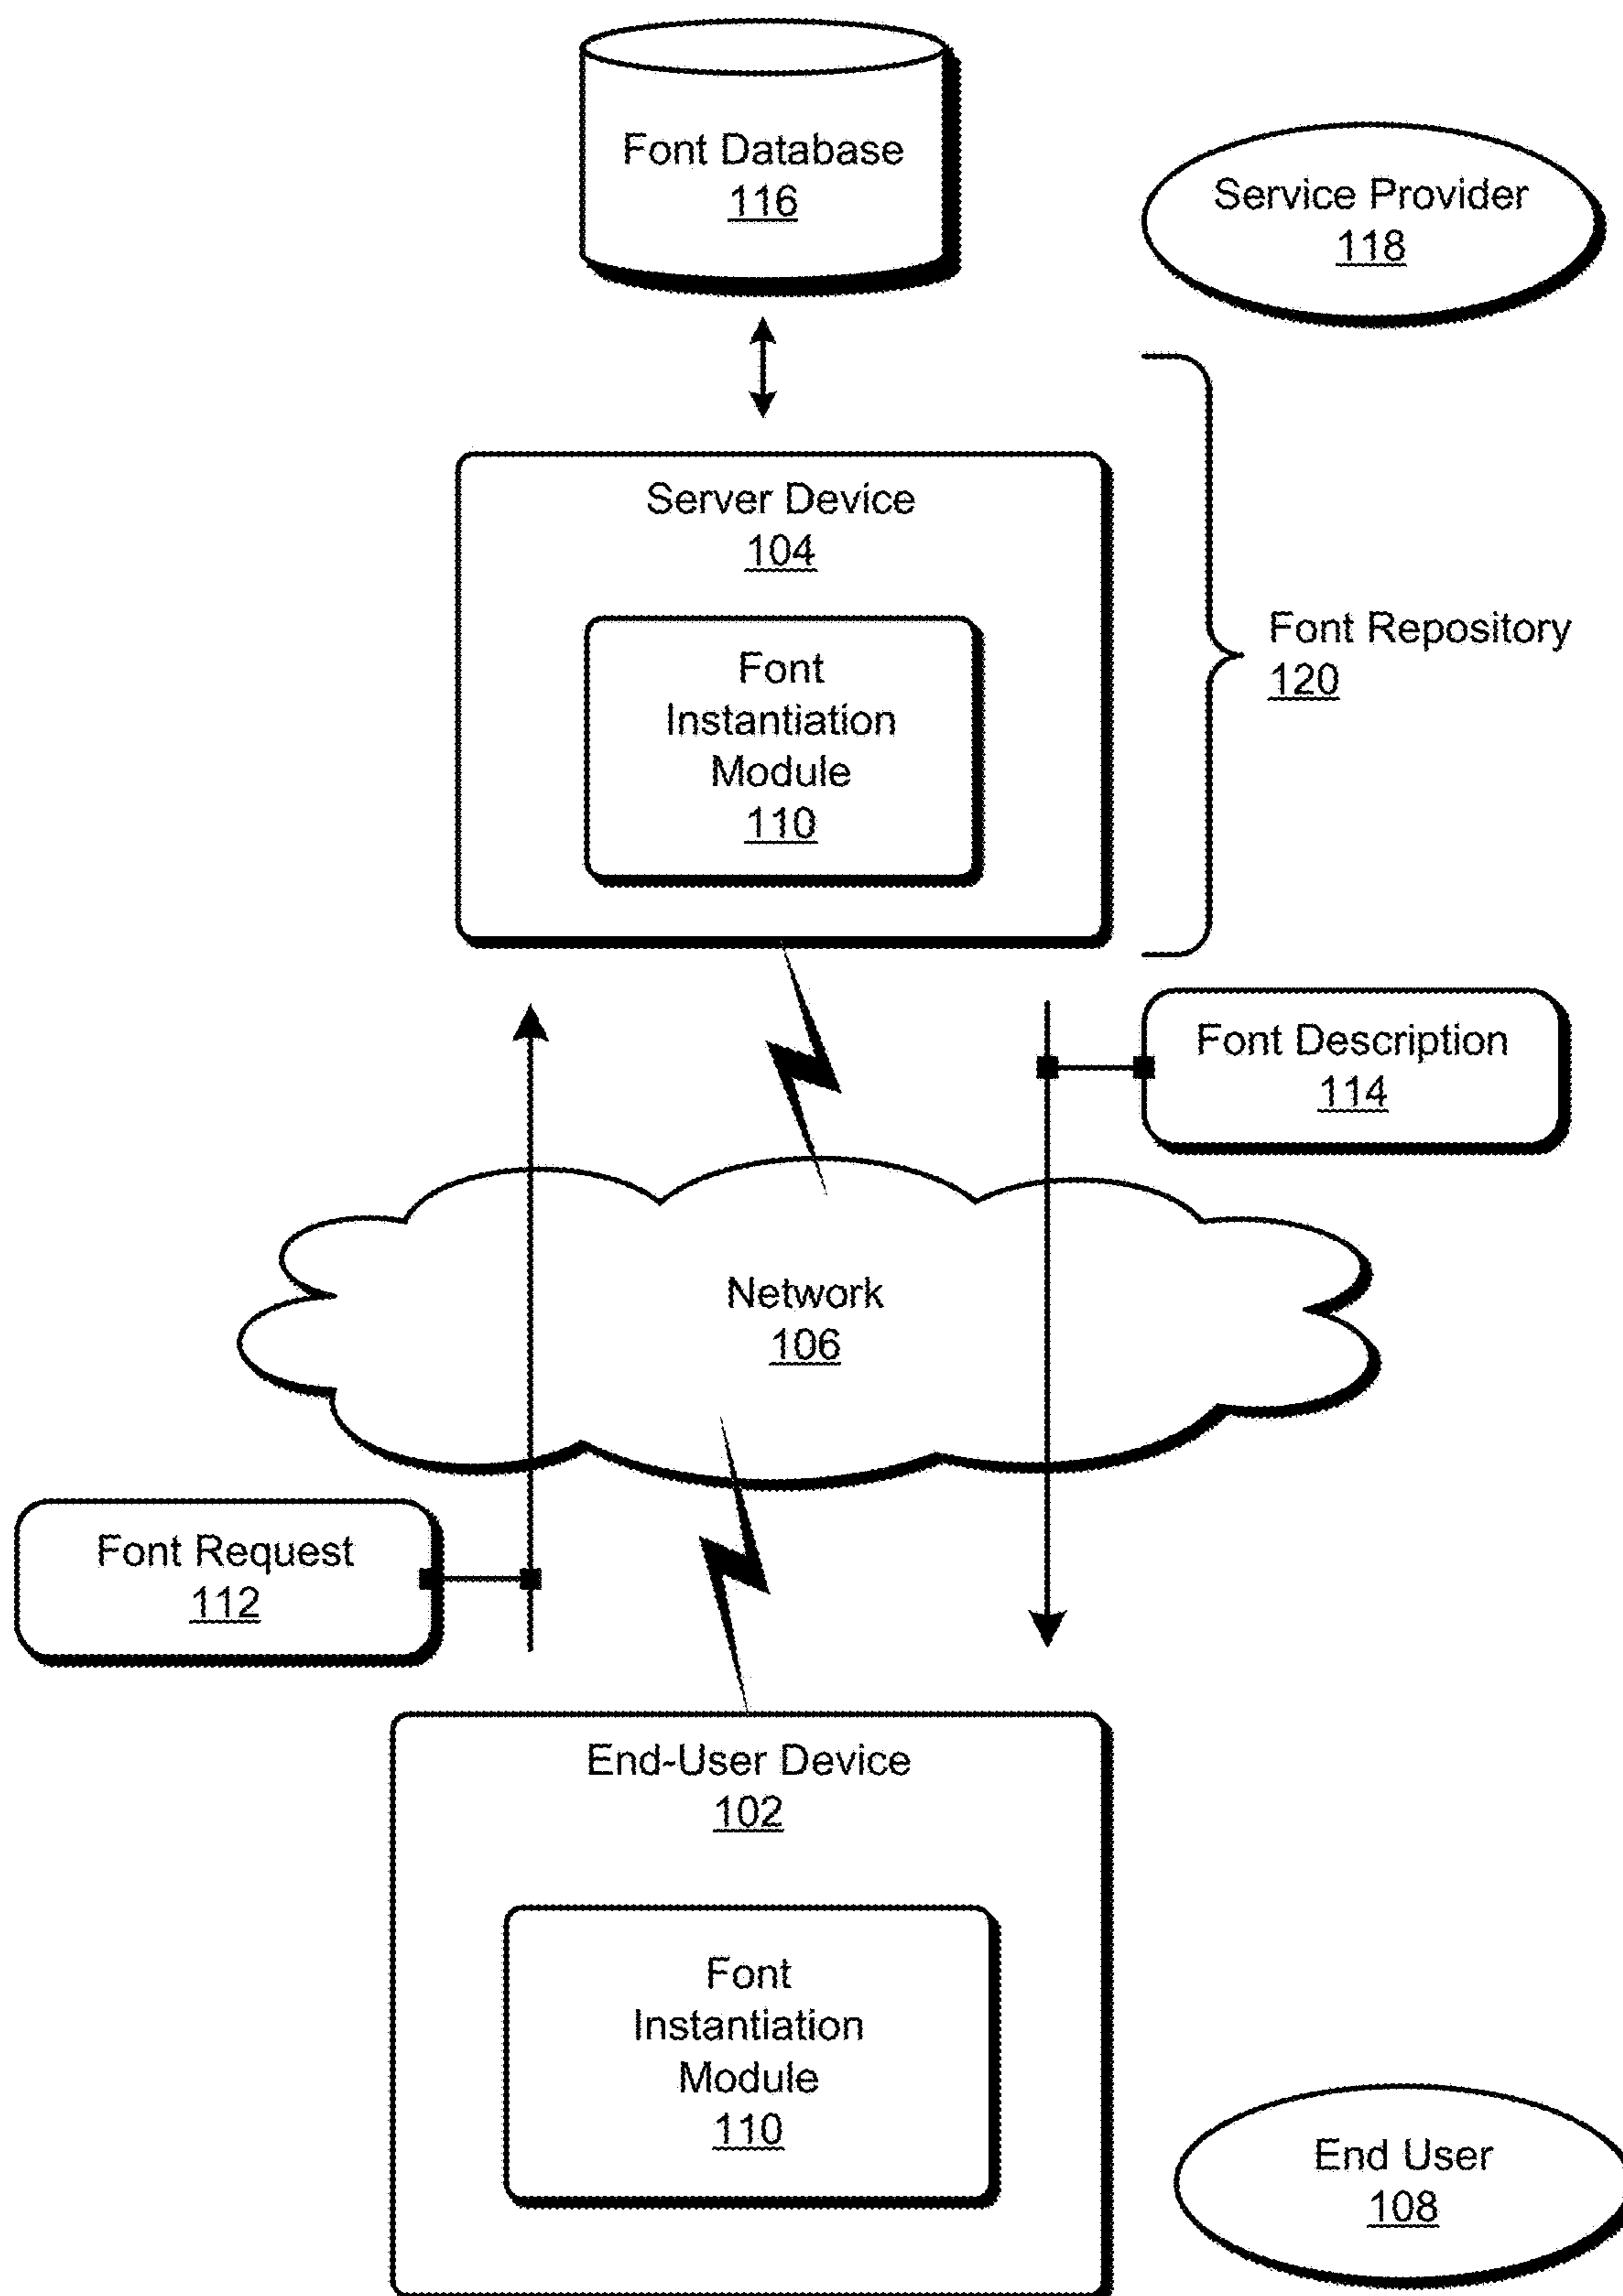 Font Database
116
Service Provider
118
Server Device
104
Font
Instantiation
Module
110
Font Repository
120
Font Description
114
Network
106
Font Request
112
End-User Device
102
Font
Instantiation
Module
110
End User
108